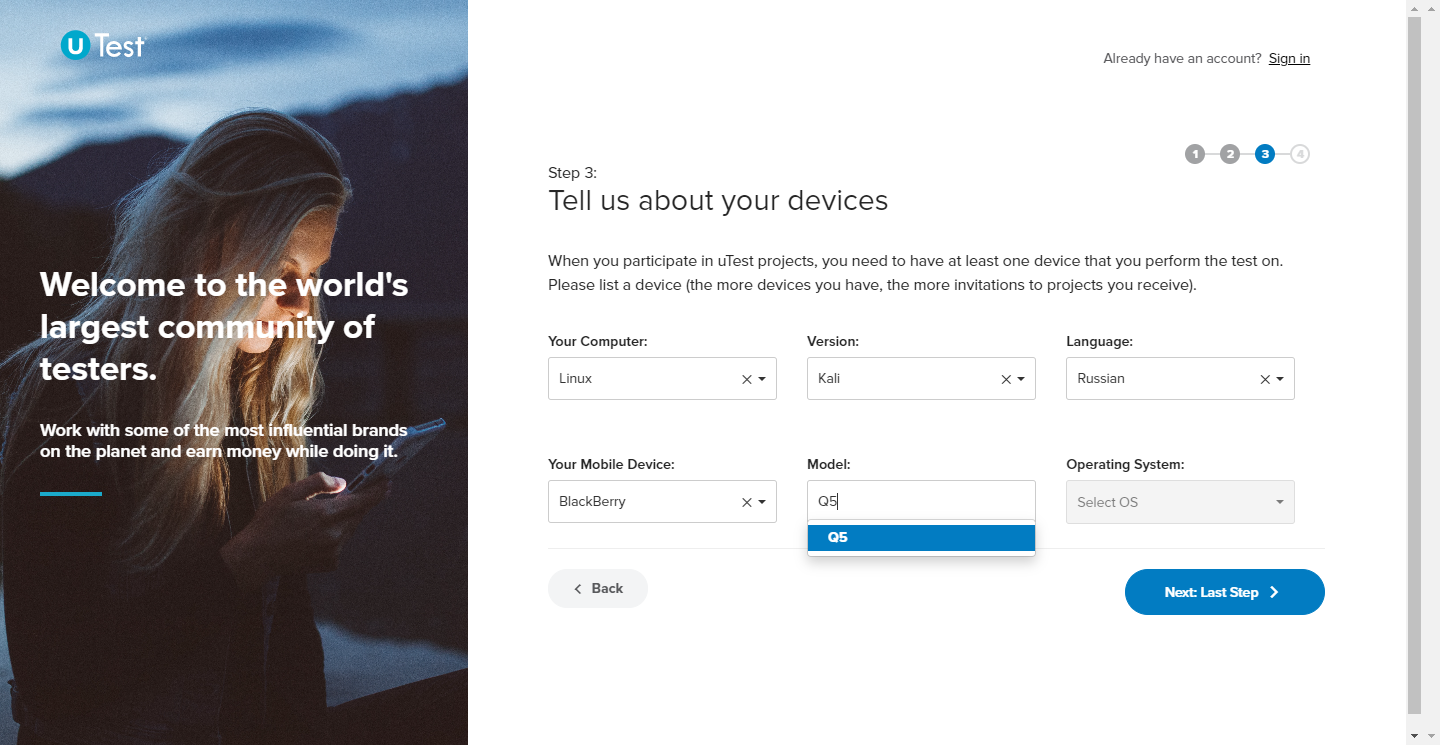 uTest
Welcome to the world's
largest community of
testers.
Work with some of the most influential brands
on the planet and earn money while doing it.
Already have an account? Sign in
1 2 3 4
Step 3:
Tell us about your devices
When you participate in uTest projects, you need to have at least one device that you perform the test on.
Please list a device (the more devices you have, the more invitations to projects you receive).
Your Computer: Version: Language:
Linux Kali Russian
Your Mobile Device: Model: Operating System:
BlackBerry Q5 Select OS
Q5
Back Next: Last Step